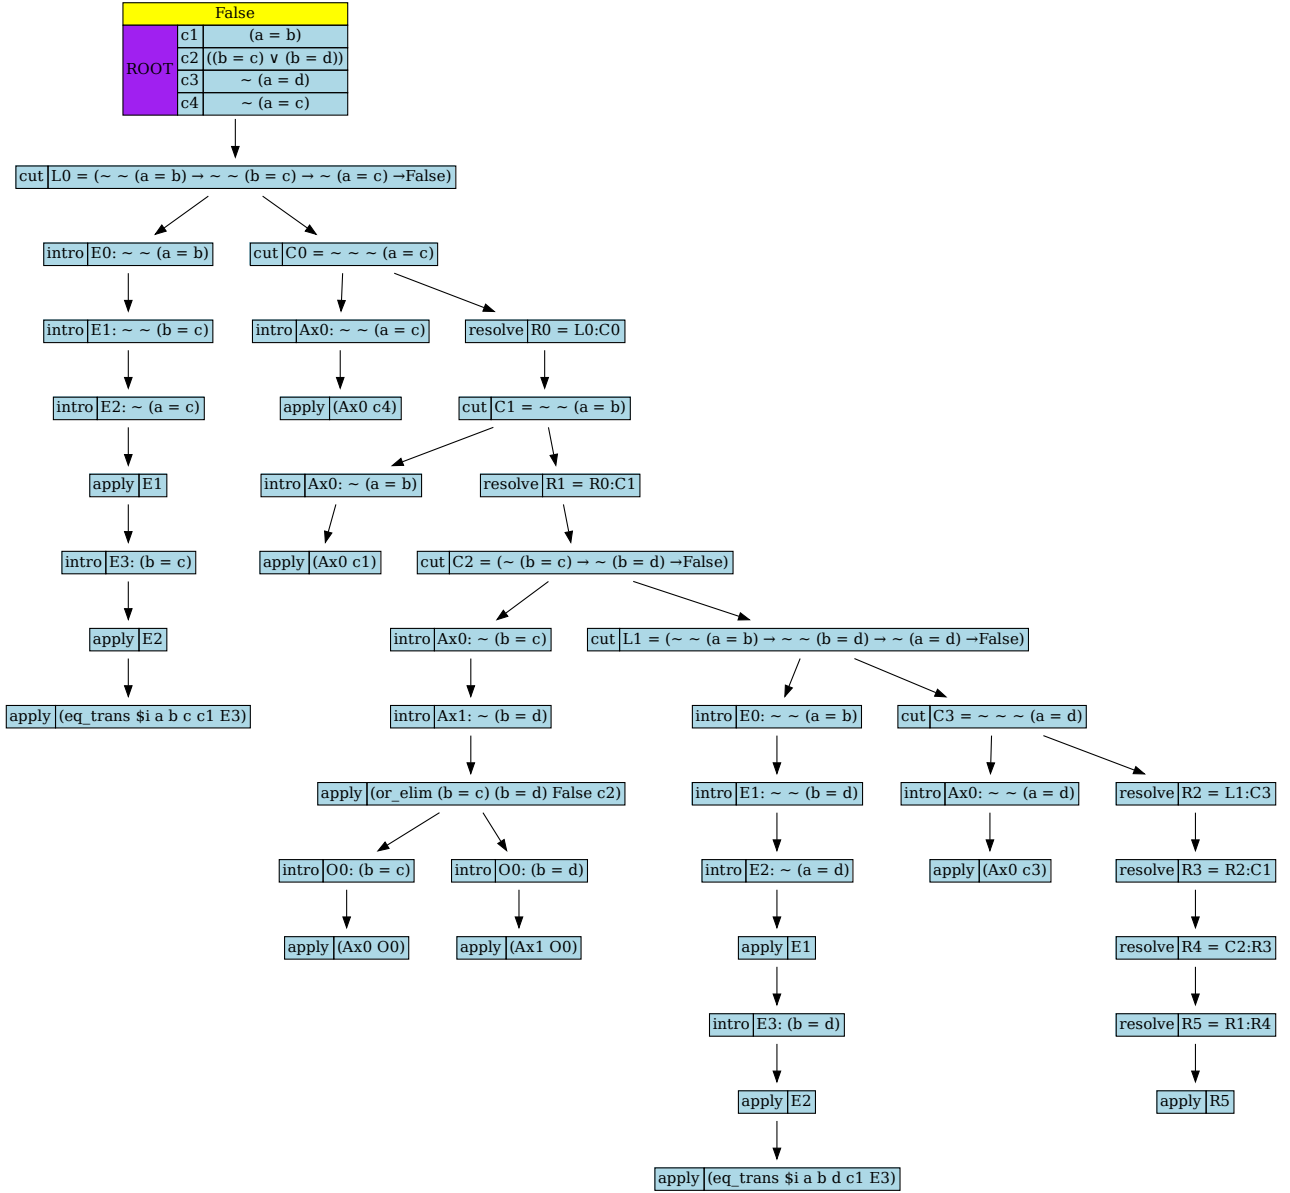 False
ROOT
c1 (a = b)
c2 ((b = c) ∨ (b = d))
c3 ~ (a = d)
c4 ~ (a = c)
cut L0 = (~ ~ (a = b) → ~ ~ (b = c) → ~ (a = c) →False)
intro E0: ~ ~ (a = b)
cut C0 = ~ ~ ~ (a = c)
intro E1: ~ ~ (b = c)
intro Ax0: ~ ~ (a = c)
resolve R0 = L0:C0
intro E2: ~ (a = c)
apply (Ax0 c4)
cut C1 = ~ ~ (a = b)
apply E1
intro Ax0: ~ (a = b)
resolve R1 = R0:C1
intro E3: (b = c)
apply (Ax0 c1)
cut C2 = (~ (b = c) → ~ (b = d) →False)
apply E2
intro Ax0: ~ (b = c)
cut L1 = (~ ~ (a = b) → ~ ~ (b = d) → ~ (a = d) →False)
apply (eq_trans $i a b c c1 E3)
intro Ax1: ~ (b = d)
intro E0: ~ ~ (a = b)
cut C3 = ~ ~ ~ (a = d)
apply (or_elim (b = c) (b = d) False c2)
intro E1: ~ ~ (b = d)
intro Ax0: ~ ~ (a = d)
resolve R2 = L1:C3
intro O0: (b = c)
intro O0: (b = d)
intro E2: ~ (a = d)
apply (Ax0 c3)
resolve R3 = R2:C1
apply (Ax0 O0)
apply (Ax1 O0)
apply E1
resolve R4 = C2:R3
intro E3: (b = d)
resolve R5 = R1:R4
apply E2
apply R5
apply (eq_trans $i a b d c1 E3)